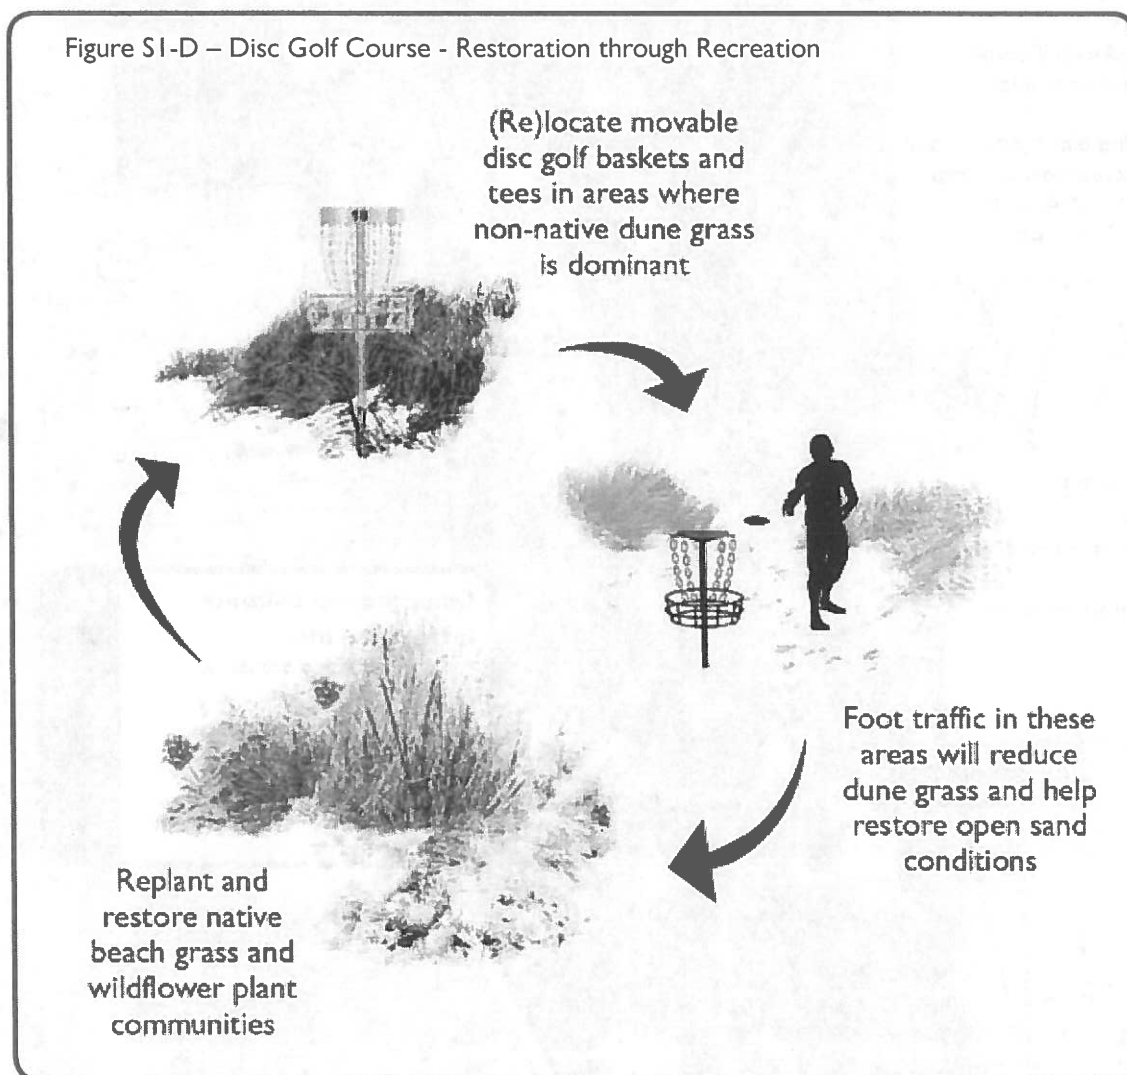 Figure S1-D – Disc Golf Course - Restoration through Recreation
(Re)locate movable
disc golf baskets and
tees in areas where
non-native dune grass
is dominant
Foot traffic in these
areas will reduce
dune grass and help
restore open sand
conditions
Replant and
restore native
beach grass and
wildflower plant
communities